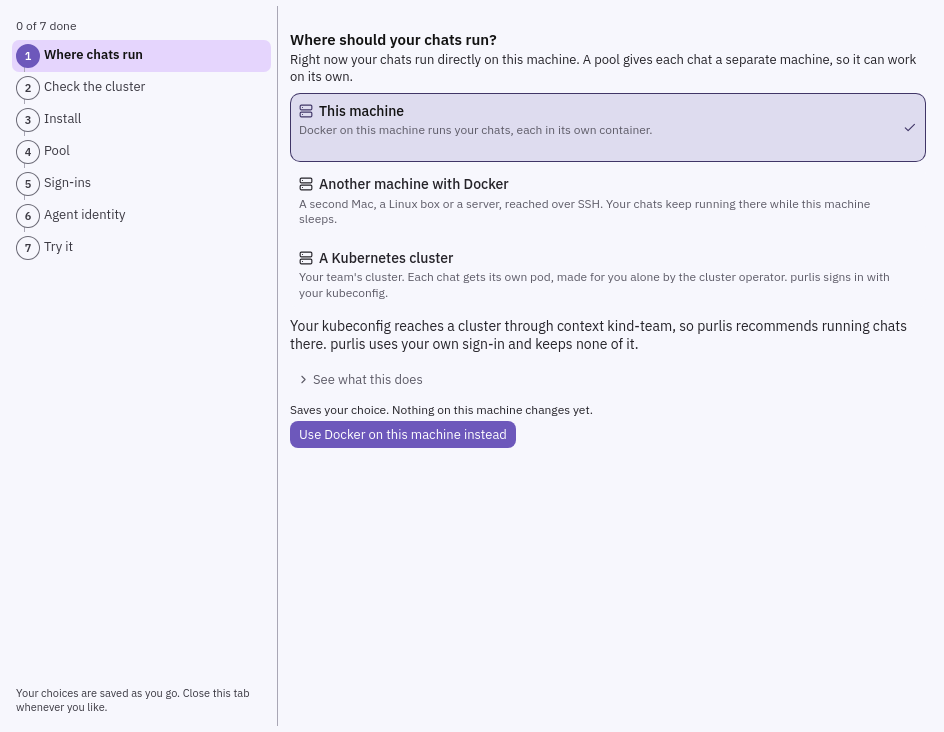 0 of 7 done
1 Where chats run
2 Check the cluster
3 Install
4 Pool
5 Sign-ins
6 Agent identity
7 Try it
Your choices are saved as you go. Close this tab
whenever you like.
Where should your chats run?
Right now your chats run directly on this machine. A pool gives each chat a separate machine, so it can work
on its own.
This machine
Docker on this machine runs your chats, each in its own container.
Another machine with Docker
A second Mac, a Linux box or a server, reached over SSH. Your chats keep running there while this machine
sleeps.
A Kubernetes cluster
Your team's cluster. Each chat gets its own pod, made for you alone by the cluster operator. purlis signs in with
your kubeconfig.
Your kubeconfig reaches a cluster through context kind-team, so purlis recommends running chats
there. purlis uses your own sign-in and keeps none of it.
See what this does
Saves your choice. Nothing on this machine changes yet.
Use Docker on this machine instead